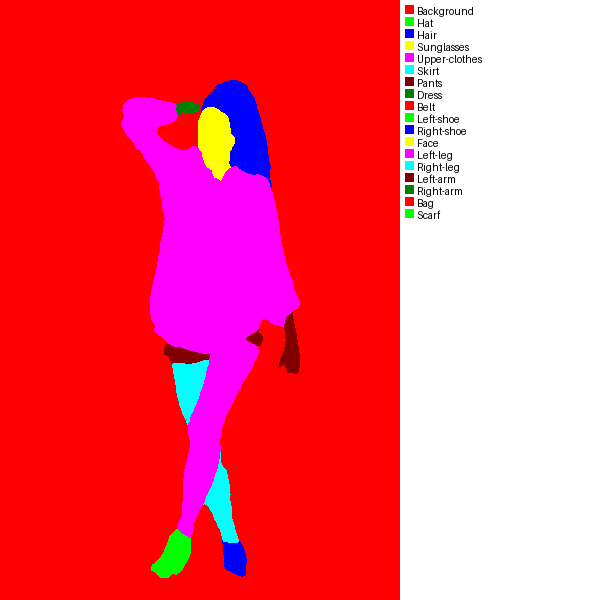 Background
Hat
Hair
Sunglasses
Upper-clothes
Skirt
Pants
Dress
Belt
Left-shoe
Right-shoe
Face
Left-leg
Right-leg
Left-arm
Right-arm
Bag
Scarf